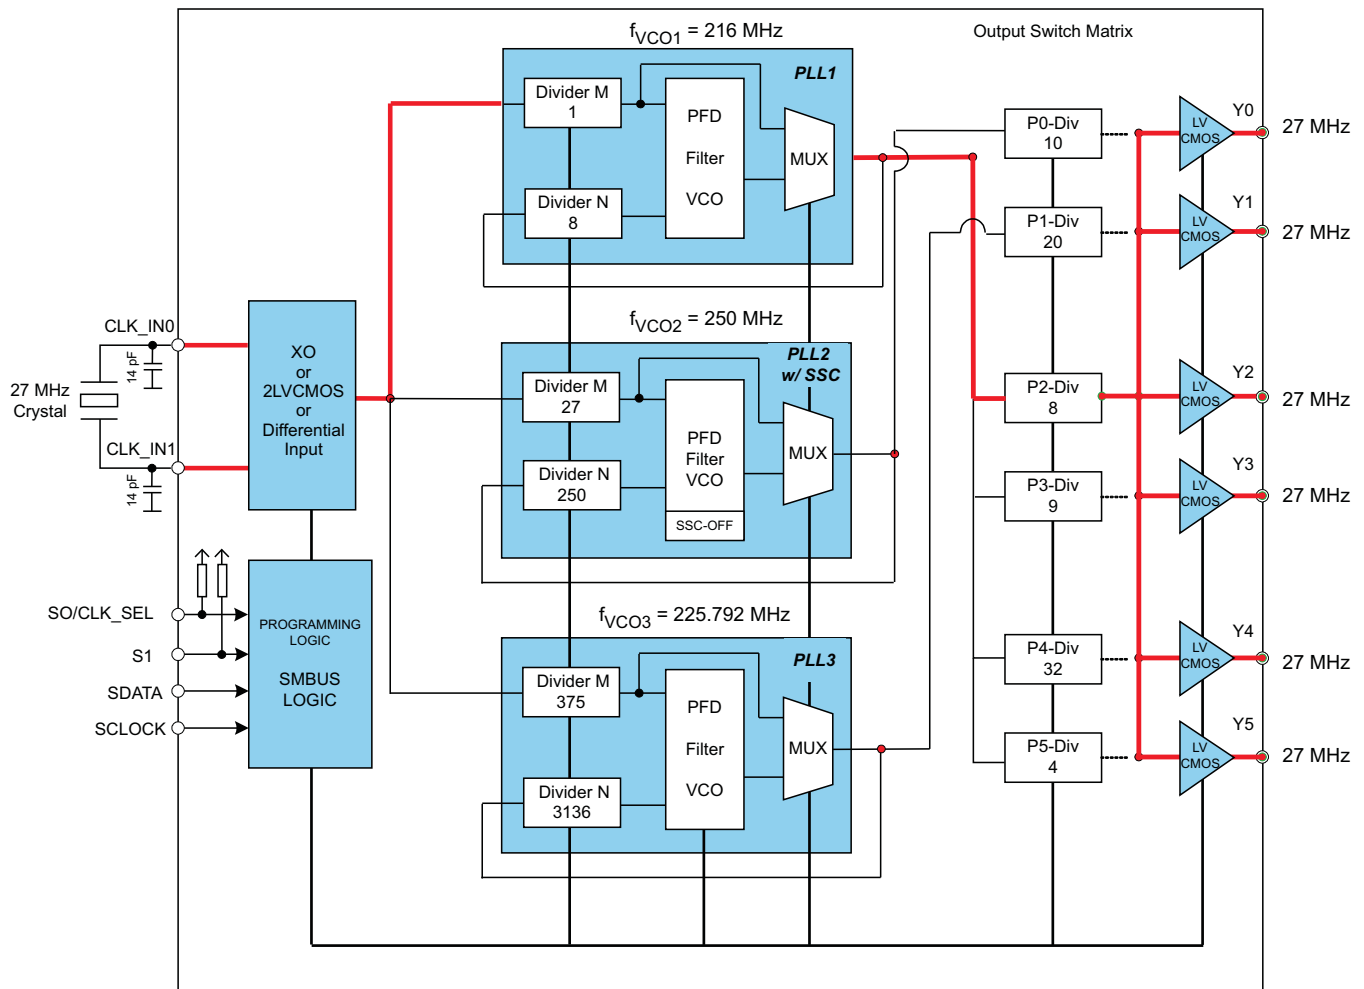 fVCO1 = 216 MHz
Output Switch Matrix
PLL1
Divider M
1
PFD
Filter
VCO
MUX
Divider N
8
P0-Div
10
LV
CMOS
Y0
27 MHz
P1-Div
20
LV
CMOS
Y1
27 MHz
fVCO2 = 250 MHz
PLL2
w/ SSC
Divider M
27
PFD
Filter
VCO
SSC-OFF
MUX
Divider N
250
P2-Div
8
LV
CMOS
Y2
27 MHz
P3-Div
9
LV
CMOS
Y3
27 MHz
CLK_IN0
14 pF
27 MHz
Crystal
CLK_IN1
14 pF
XO
or
2LVCMOS
or
Differential
Input
SO/CLK_SEL
S1
SDATA
SCLOCK
PROGRAMMING
LOGIC
SMBUS
LOGIC
fVCO3 = 225.792 MHz
PLL3
Divider M
375
PFD
Filter
VCO
MUX
Divider N
3136
P4-Div
32
LV
CMOS
Y4
27 MHz
P5-Div
4
LV
CMOS
Y5
27 MHz